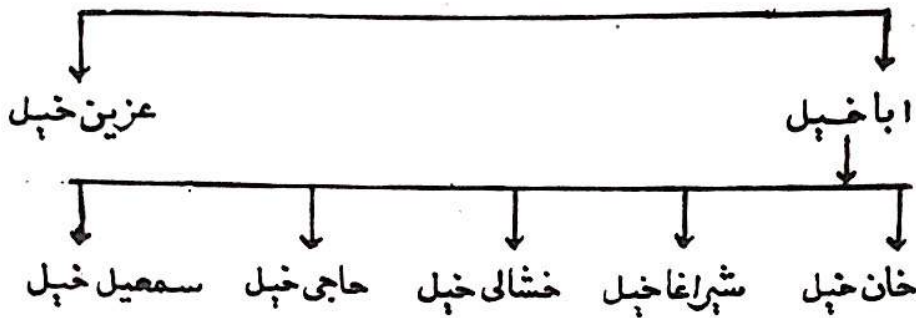 ابا خیل عزین خیل
خان خیل شیراغا خیل خشالی خیل حاجی خیل سمعیل خیل